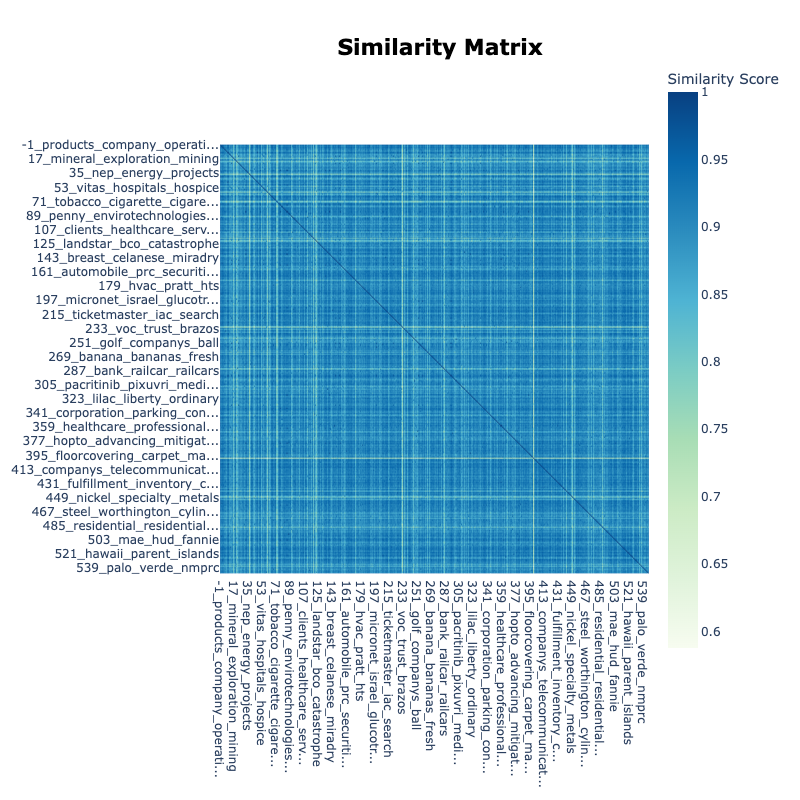 Similarity Matrix
Similarity Score
1
0.95
0.9
0.85
0.8
0.75
0.7
0.65
0.6
-1_products_company_operati...
17_mineral_exploration_mining
35_nep_energy_projects
53_vitas_hospitals_hospice
71_tobacco_cigarette_cigare...
89_penny_envirotechnologies...
107_clients_healthcare_serv...
125_landstar_bco_catastrophe
143_breast_celanese_miradry
161_automobile_prc_securiti...
179_hvac_pratt_hts
197_micronet_israel_glucotr...
215_ticketmaster_iac_search
233_voc_trust_brazos
251_golf_companys_ball
269_banana_bananas_fresh
287_bank_railcar_railcars
305_pacritinib_pixuvri_medi...
323_lilac_liberty_ordinary
341_corporation_parking_con...
359_healthcare_professional...
377_hopto_advancing_mitigat...
395_floorcovering_carpet_ma...
413_companys_telecommunicat...
431_fulfillment_inventory_c...
449_nickel_specialty_metals
467_steel_worthington_cylin...
485_residential_residential...
503_mae_hud_fannie
521_hawaii_parent_islands
539_palo_verde_nmprc
-1_products_company_operati...
17_mineral_exploration_mining
35_nep_energy_projects
53_vitas_hospitals_hospice
71_tobacco_cigarette_cigare...
89_penny_envirotechnologies...
107_clients_healthcare_serv...
125_landstar_bco_catastrophe
143_breast_celanese_miradry
161_automobile_prc_securiti...
179_hvac_pratt_hts
197_micronet_israel_glucotr...
215_ticketmaster_iac_search
233_voc_trust_brazos
251_golf_companys_ball
269_banana_bananas_fresh
287_bank_railcar_railcars
305_pacritinib_pixuvri_medi...
323_lilac_liberty_ordinary
341_corporation_parking_con...
359_healthcare_professional...
377_hopto_advancing_mitigat...
395_floorcovering_carpet_ma...
413_companys_telecommunicat...
431_fulfillment_inventory_c...
449_nickel_specialty_metals
467_steel_worthington_cylin...
485_residential_residential...
503_mae_hud_fannie
521_hawaii_parent_islands
539_palo_verde_nmprc